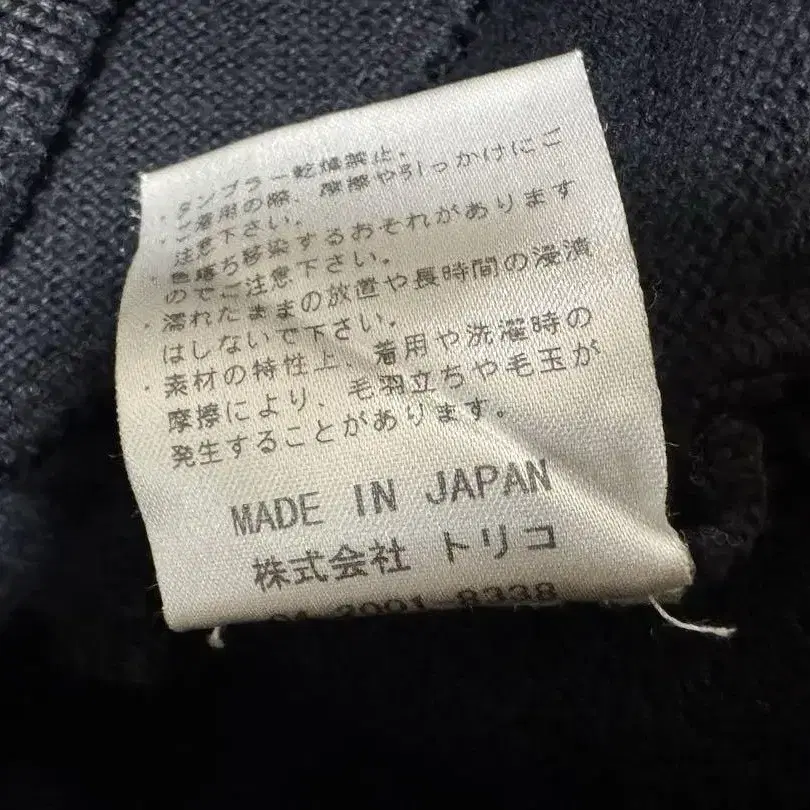 ・タンブラー乾燥禁止。
・ご着用の際、摩擦や引っかけにご
注意下さい。
・色落ち移染するおそれがあります
のでご注意下さい。
・濡れたままの放置や長時間の浸漬
はしないで下さい。
・素材の特性上、着用や洗濯時の
摩擦により、毛羽立ちや毛玉が
発生することがあります。
MADE IN JAPAN
株式会社 トリコ
8338